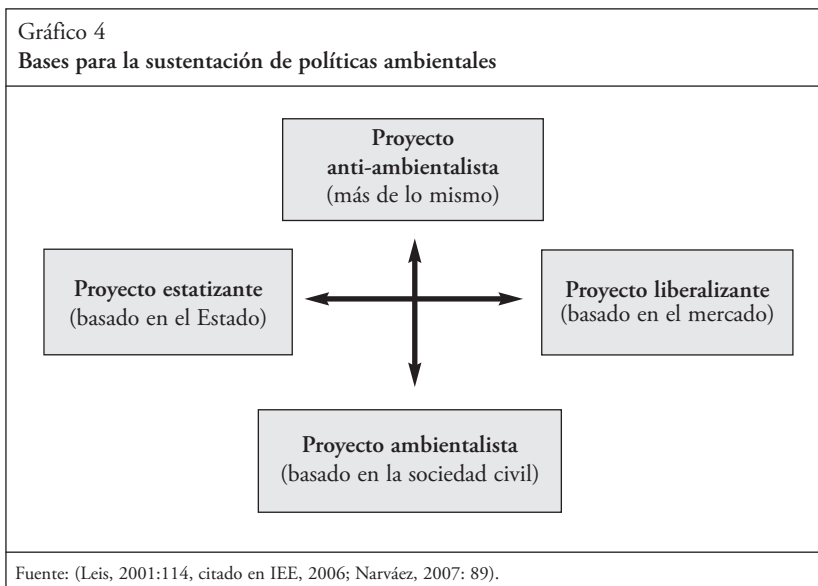 Gráfico 4
Bases para la sustentación de políticas ambientales
Proyecto
anti-ambientalista
(más de lo mismo)
Proyecto estatizante
(basado en el Estado)
Proyecto liberalizante
(basado en el mercado)
Proyecto ambientalista
(basado en la sociedad civil)
Fuente: (Leis, 2001:114, citado en IEE, 2006; Narváez, 2007: 89).